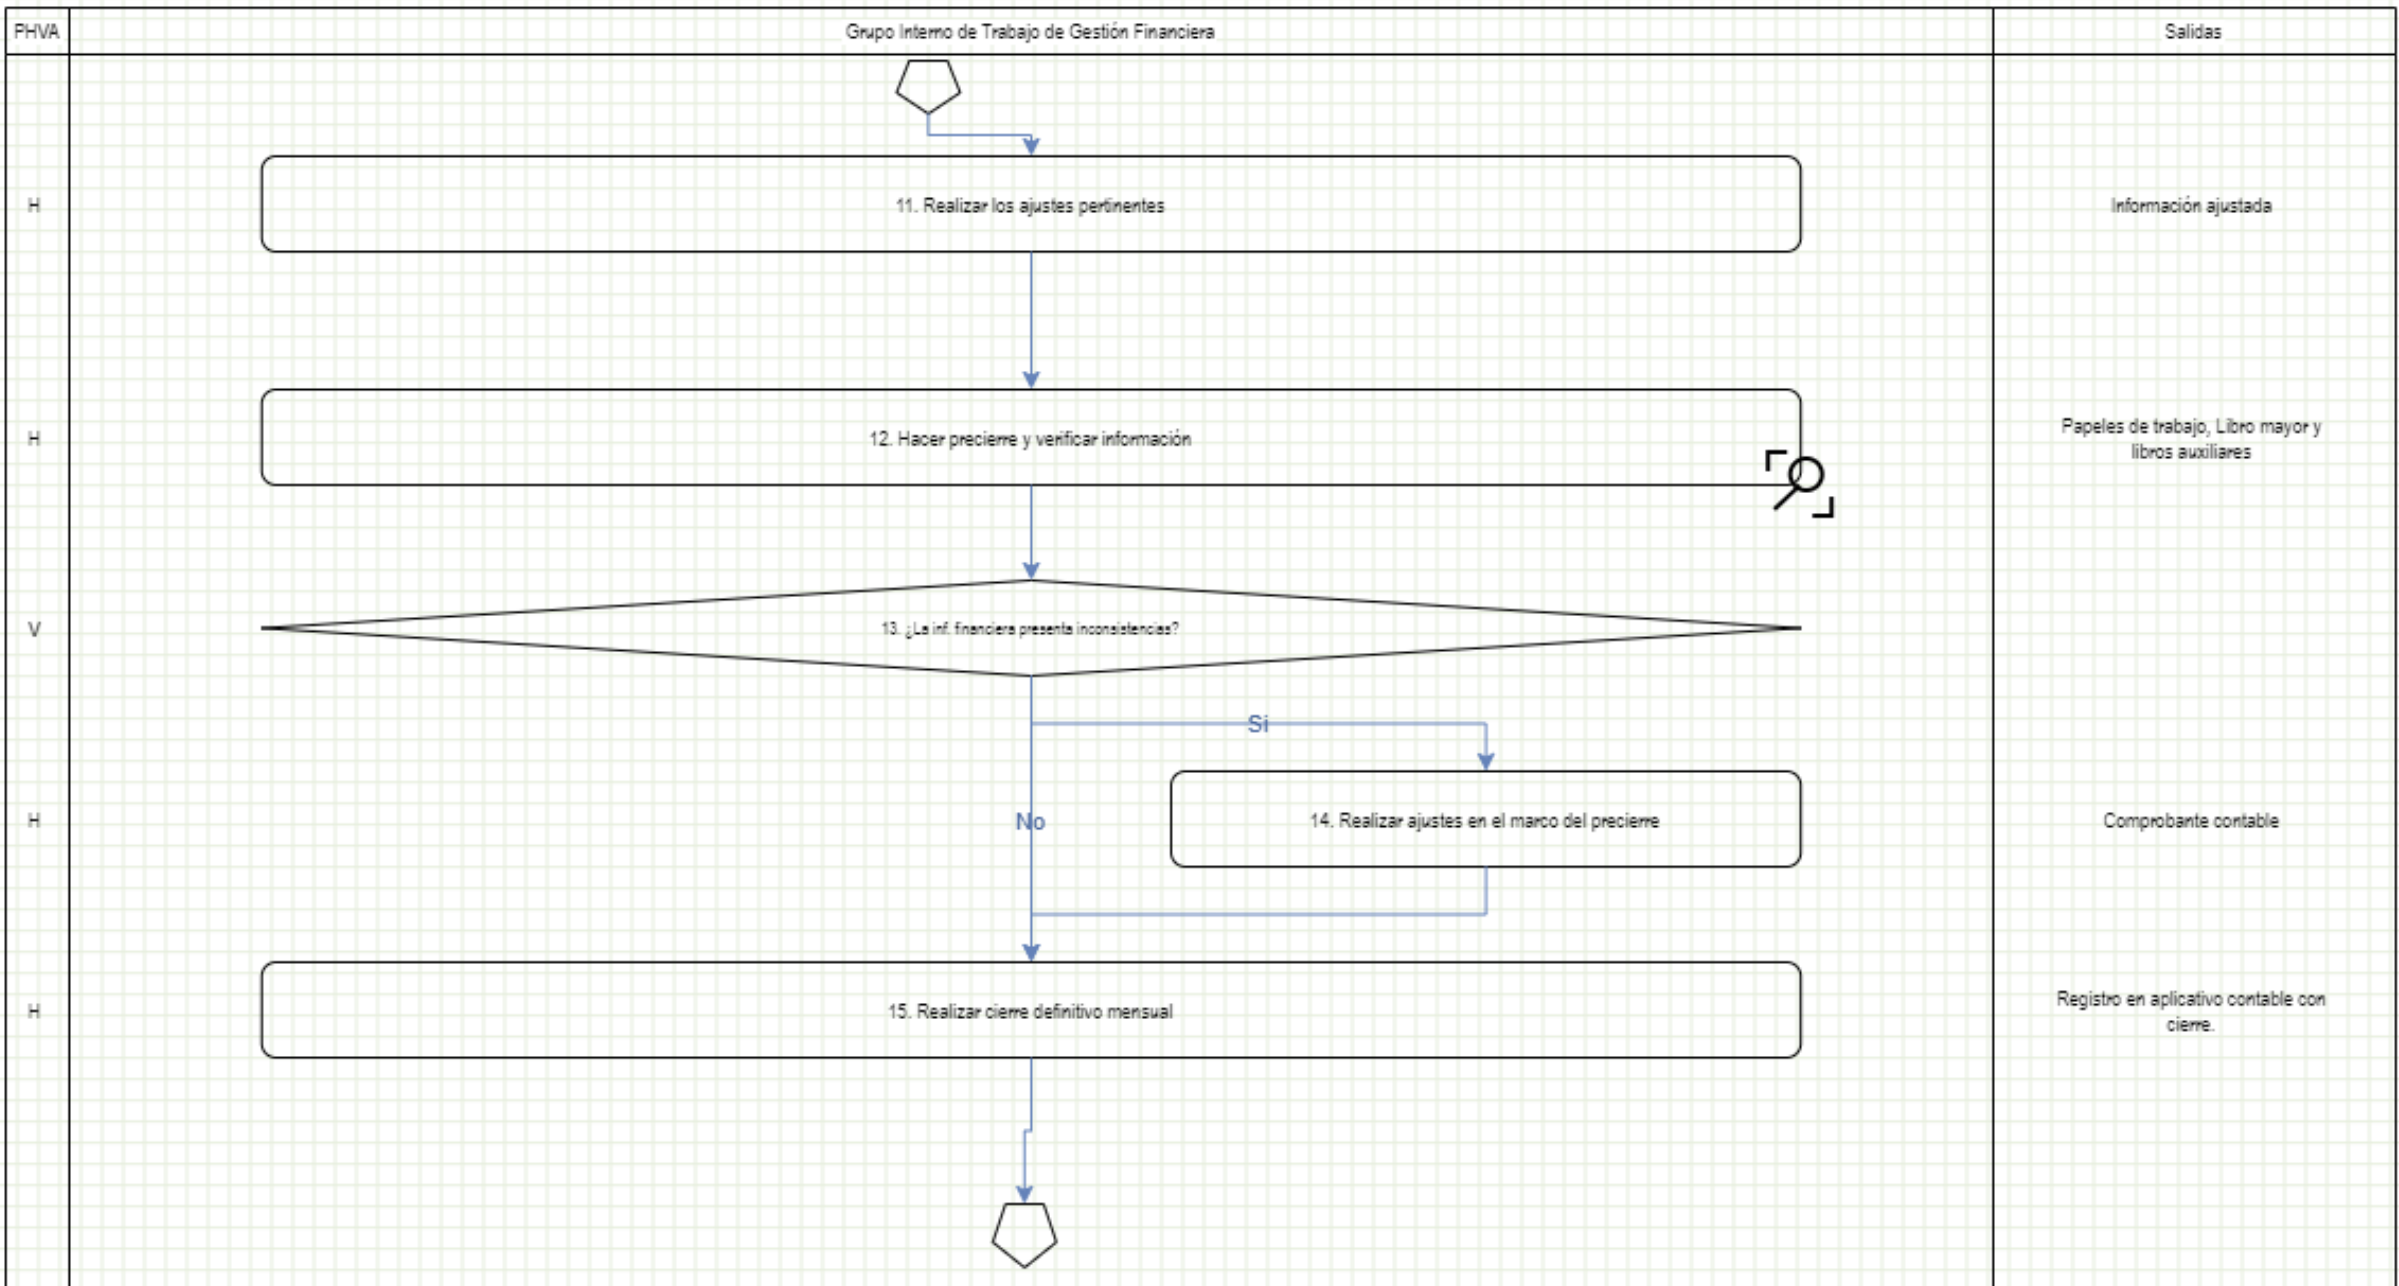 PHVA
Grupo Interno de Trabajo de Gestión Financiera
Salidas
H
11. Realizar los ajustes pertinentes
Información ajustada
H
12. Hacer precierre y verificar información
Papeles de trabajo, Libro mayor y
libros auxiliares
V
13. ¿La inf. financiera presenta inconsistencias?
Si
No
H
14. Realizar ajustes en el marco del precierre
Comprobante contable
H
15. Realizar cierre definitivo mensual
Registro en aplicativo contable con
cierre.